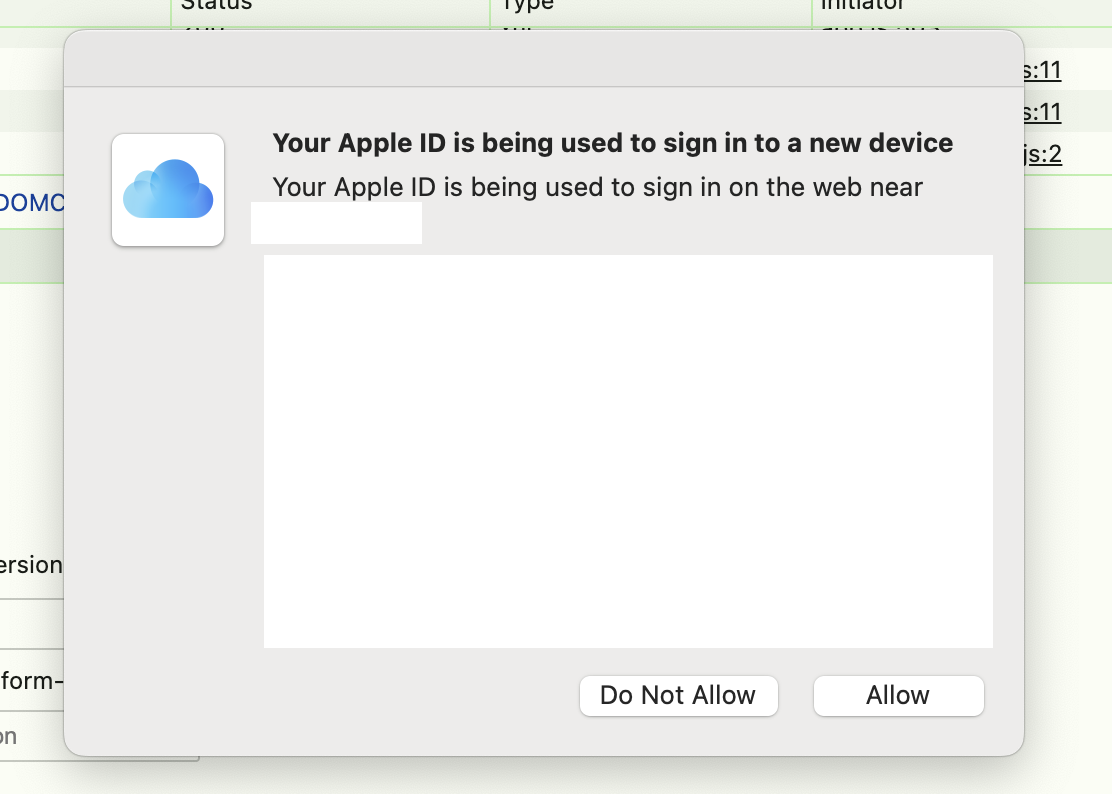 Status Type Initiator
s:11
s:11
Your Apple ID is being used to sign in to a new device
js:2
Your Apple ID is being used to sign in on the web near
DOMC
ersion
form-
Do Not Allow Allow
on